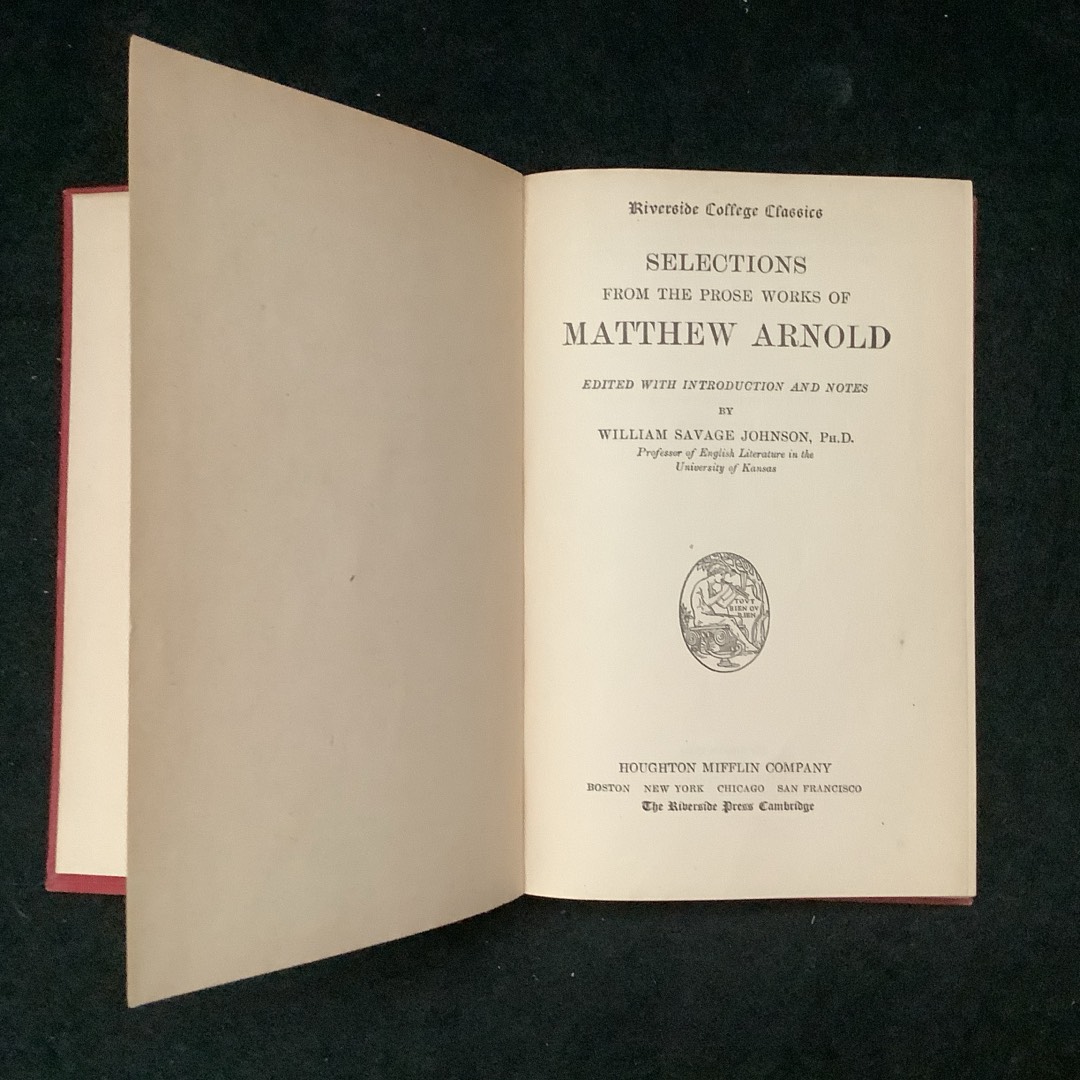 Riverside College Classics
SELECTIONS
FROM THE PROSE WORKS OF
MATTHEW ARNOLD
EDITED WITH INTRODUCTION AND NOTES
BY
WILLIAM SAVAGE JOHNSON, PH.D.
Professor of English Literature in the
University of Kansas
TOVT
BIEN OV
RIEN
HOUGHTON MIFFLIN COMPANY
BOSTON NEW YORK CHICAGO SAN FRANCISCO
The Riverside Press Cambridge